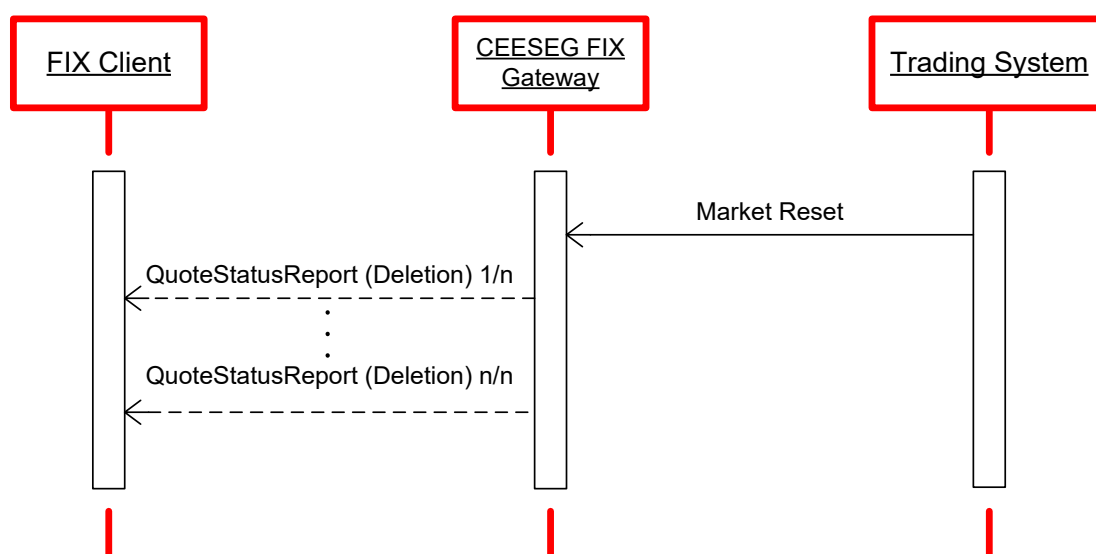 FIX Client
CEESEG FIX
Gateway
Trading System
Market Reset
QuoteStatusReport (Deletion) 1/n
QuoteStatusReport (Deletion) n/n